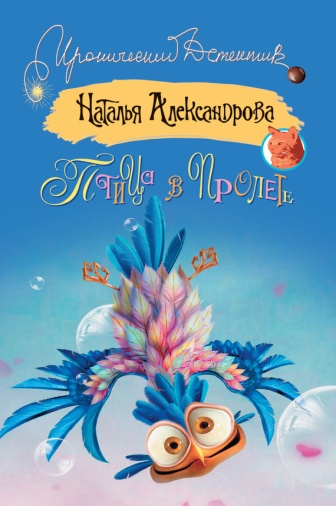 Иронический Детектив
Наталья Александрова
Птица в пролете